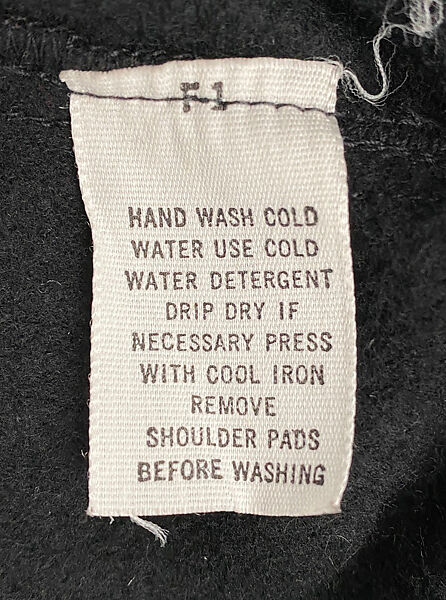 F-1
HAND WASH COLD
WATER USE COLD
WATER DETERGENT
DRIP DRY IF
NECESSARY PRESS
WITH COOL IRON
REMOVE
SHOULDER PADS
BEFORE WASHING